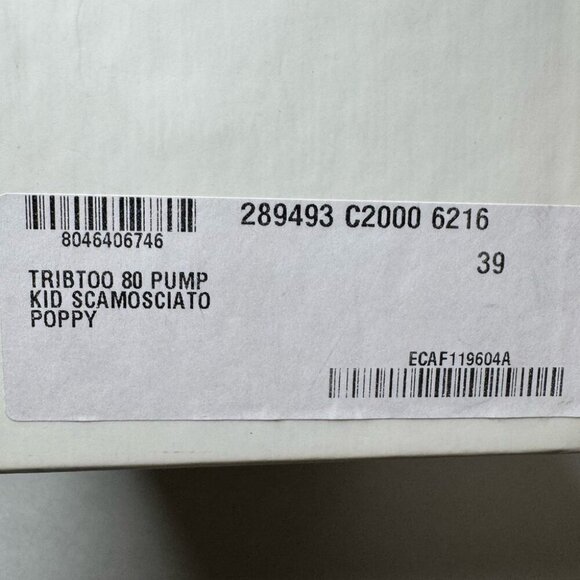 289493 C2000 6216
8046406746
39
TRIBTOO 80 PUMP
KID SCAMOSCIATO
POPPY
ECAF119604A